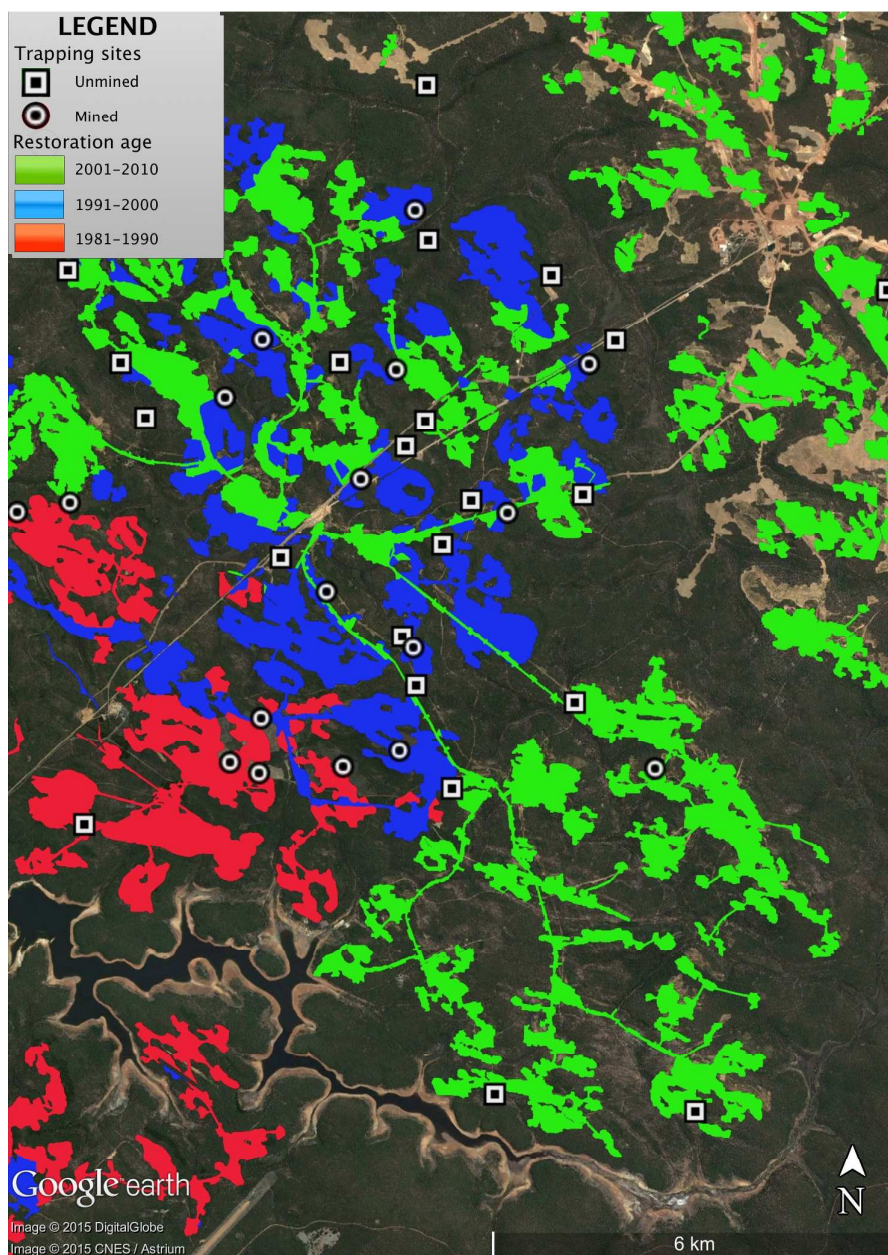 LEGEND
Trapping sites
Unmined
Mined
Restoration age
2001–2010
1991–2000
1981–1990
N
Google earth
Image © 2015 DigitalGlobe
Image © 2015 CNES / Astrium
6 km